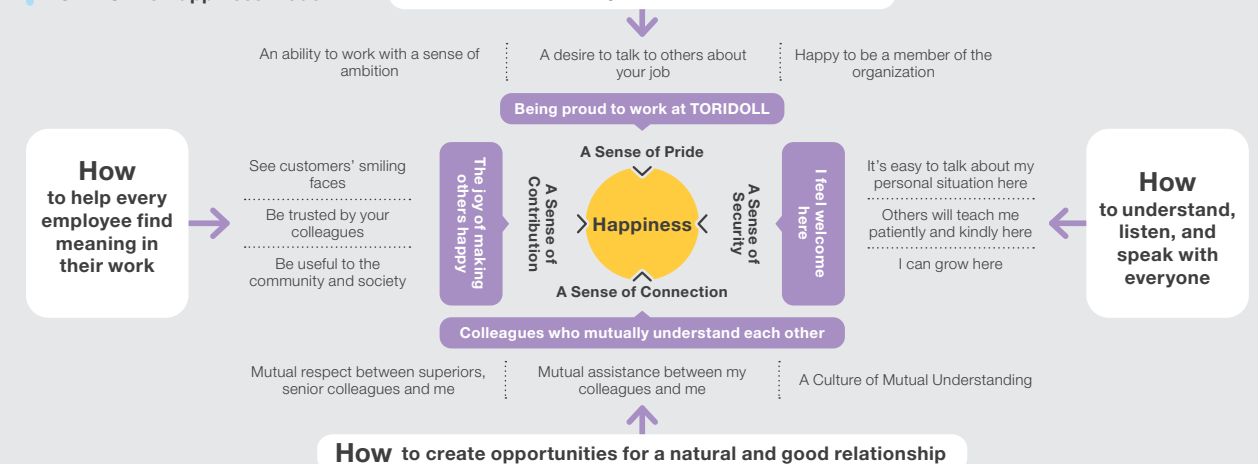 An ability to work with a sense of
ambition
A desire to talk to others about
your job
Happy to be a member of the
organization
Being proud to work at TORIDOLL
How
to help every
employee find
meaning in
their work
See customers' smiling
faces
Be trusted by your
colleagues
Be useful to the
community and society
The joy of making
others happy
A Sense of
Contribution
A Sense of Pride
Happiness
A Sense of Connection
A Sense of
Security
I feel welcome
here
It's easy to talk about my
personal situation here
Others will teach me
patiently and kindly here
I can grow here
How
to understand,
listen, and
speak with
everyone
Colleagues who mutually understand each other
Mutual respect between superiors,
senior colleagues and me
Mutual assistance between my
colleagues and me
A Culture of Mutual Understanding
How to create opportunities for a natural and good relationship